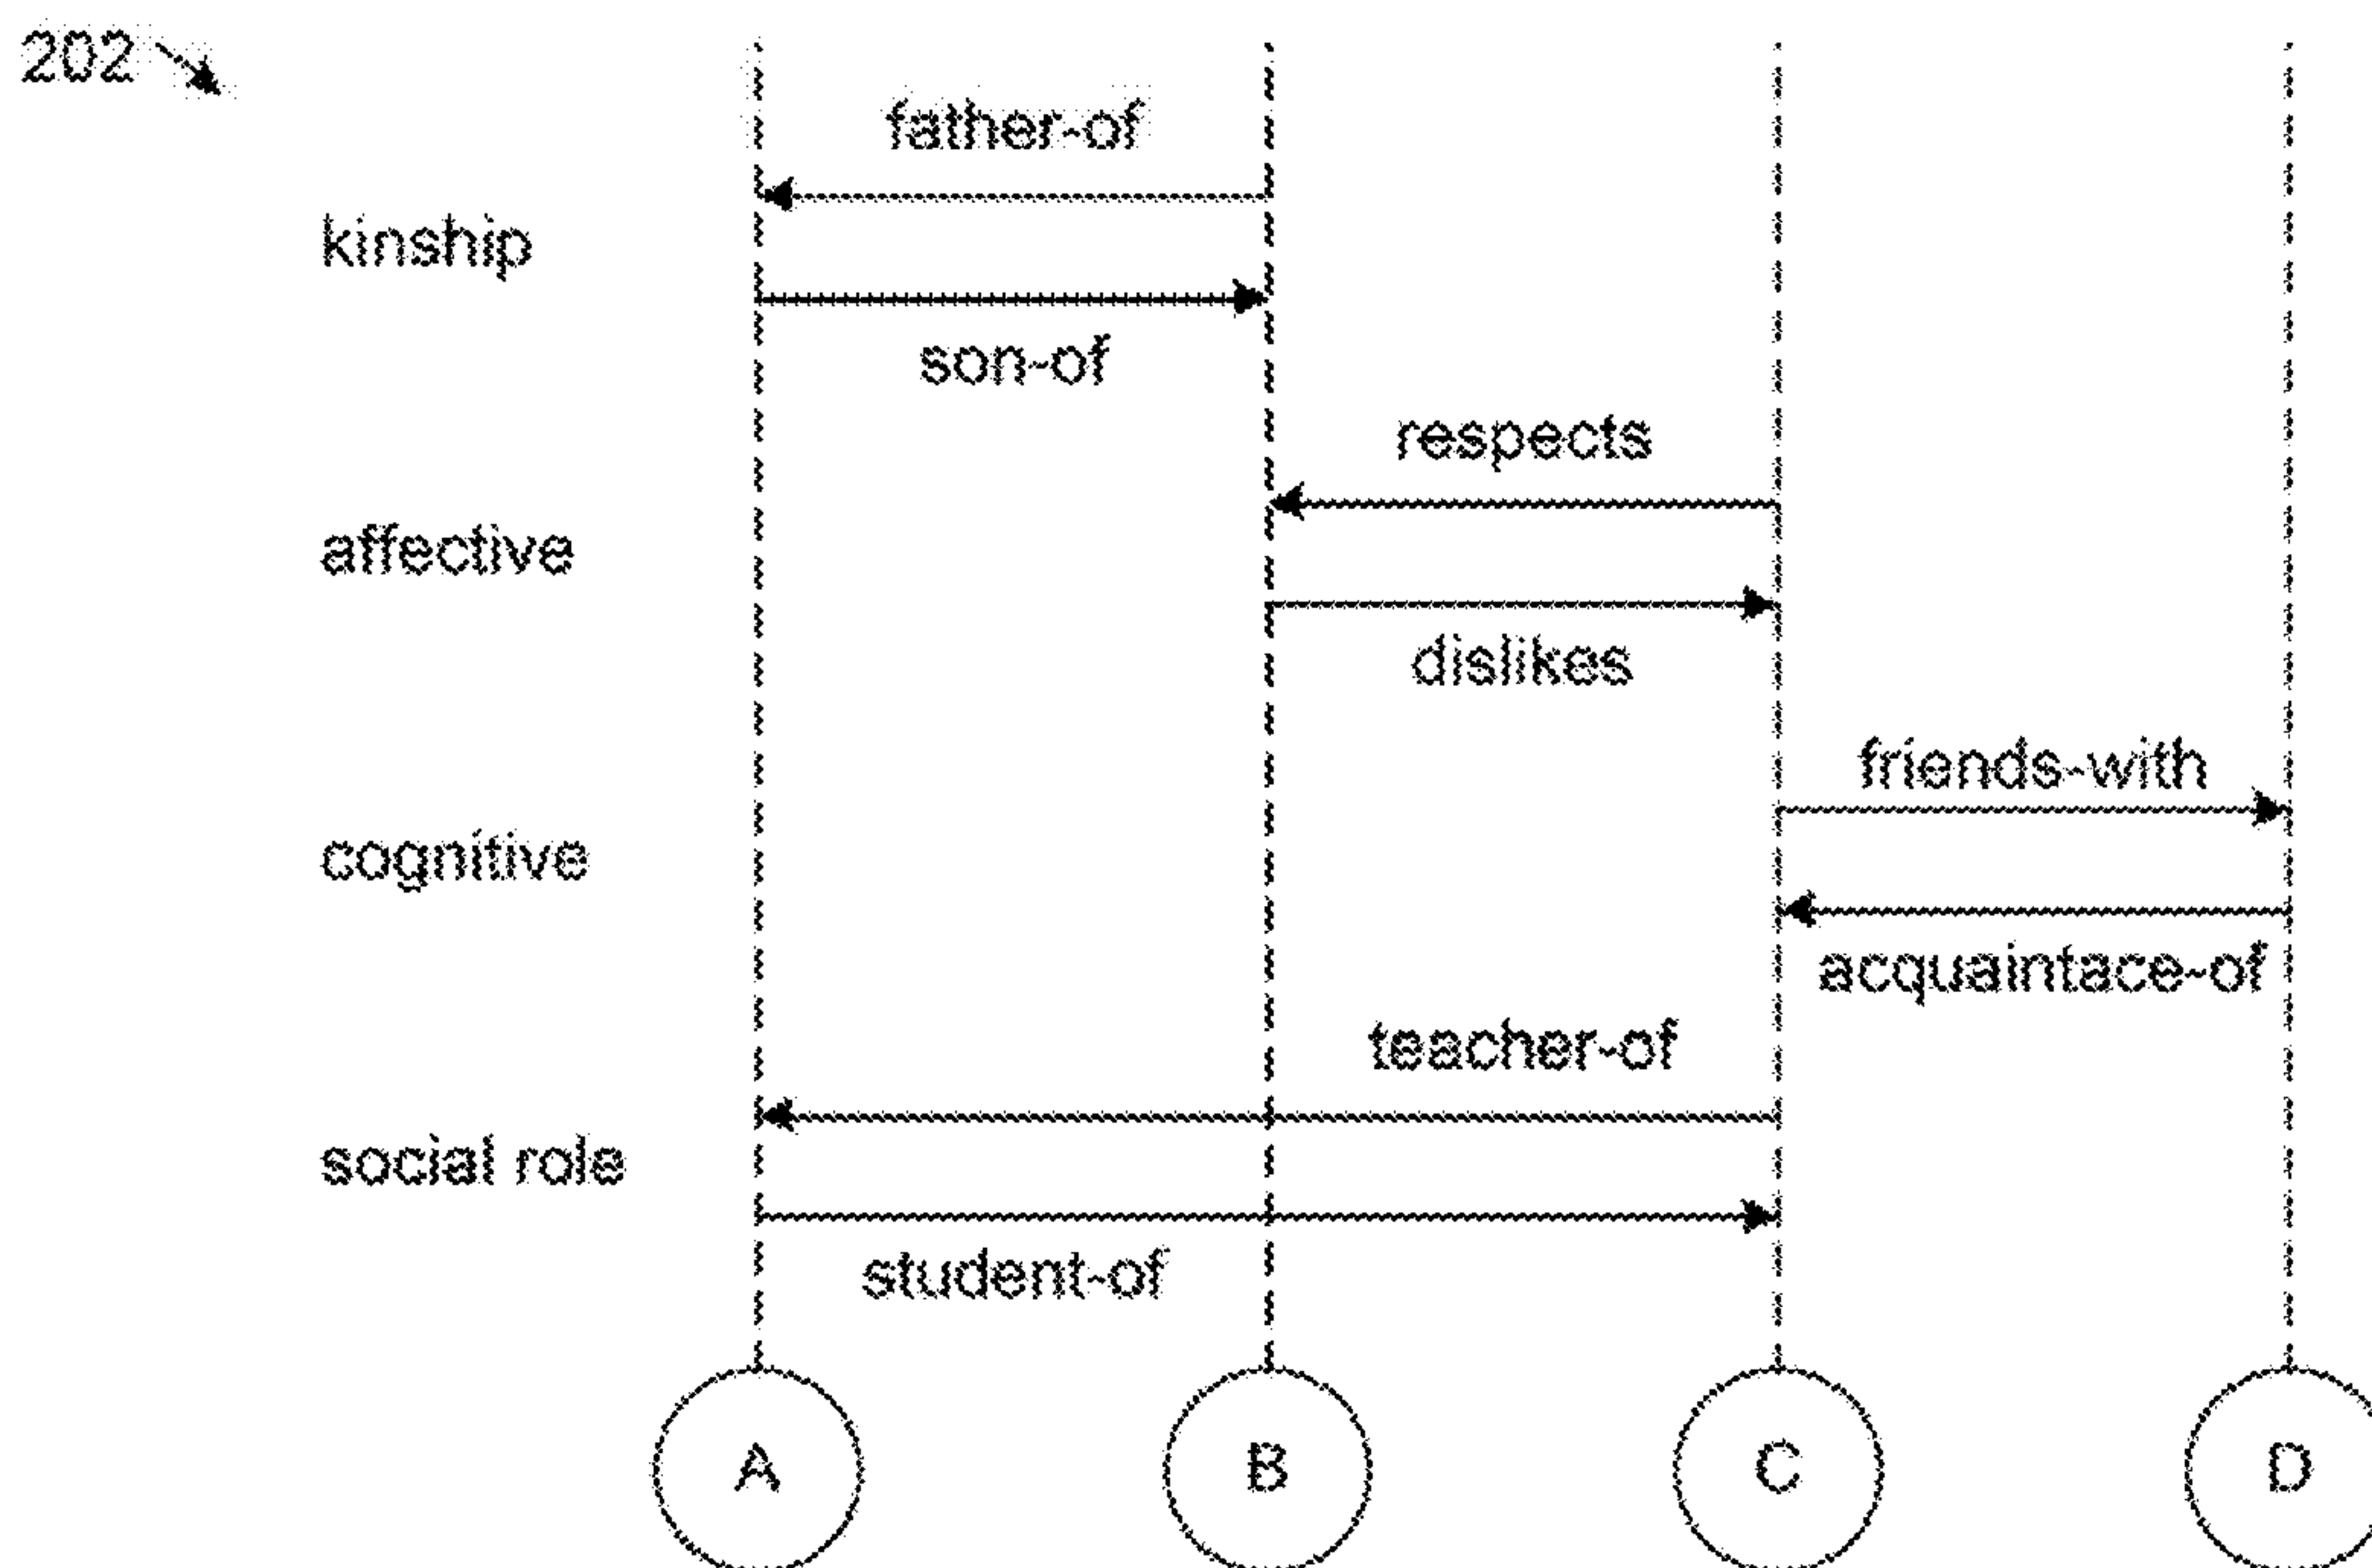 202
father-of
kinship
son-of
respects
affective
dislikes
friends-with
cognitive
acquaintace-of
teacher-of
social role
student-of
A B C D